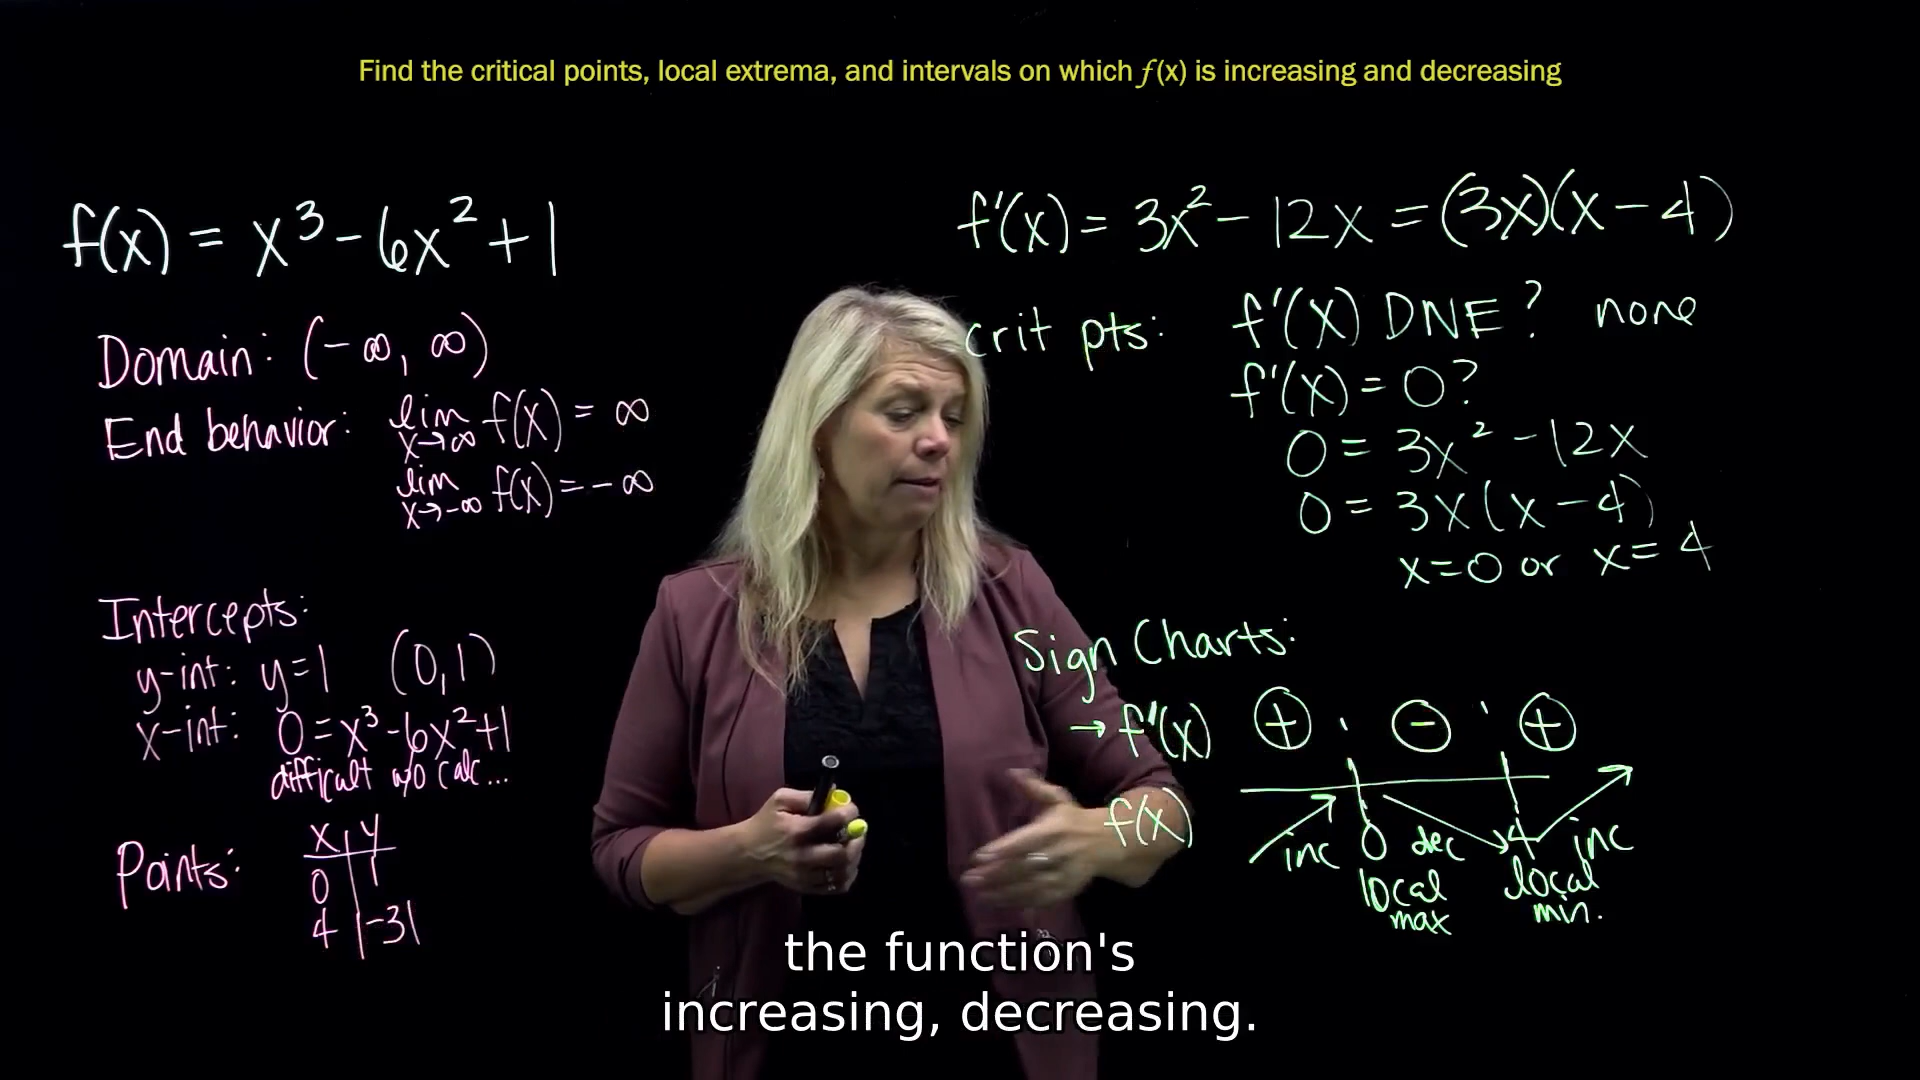 Find the critical points, local extrema, and intervals on which f(x) is increasing and decreasing
f(x) = x³ - 6x² + 1
Domain: (-∞, ∞)
End behavior: lim x→∞ f(x) = ∞
lim x→-∞ f(x) = -∞
Intercepts:
y-int: y=1 (0,1)
x-int: 0 = x³ - 6x² + 1
difficult w/o calc...
Points:
x | y
0 | 1
4 | -31
f'(x) = 3x² - 12x = (3x)(x - 4)
crit pts: f'(x) DNE? none
f'(x) = 0?
0 = 3x² - 12x
0 = 3x(x - 4)
x=0 or x=4
Sign Charts:
→ f'(x) + - +
f(x) inc 0 dec 4 inc
local max local min.
the function's
increasing, decreasing.